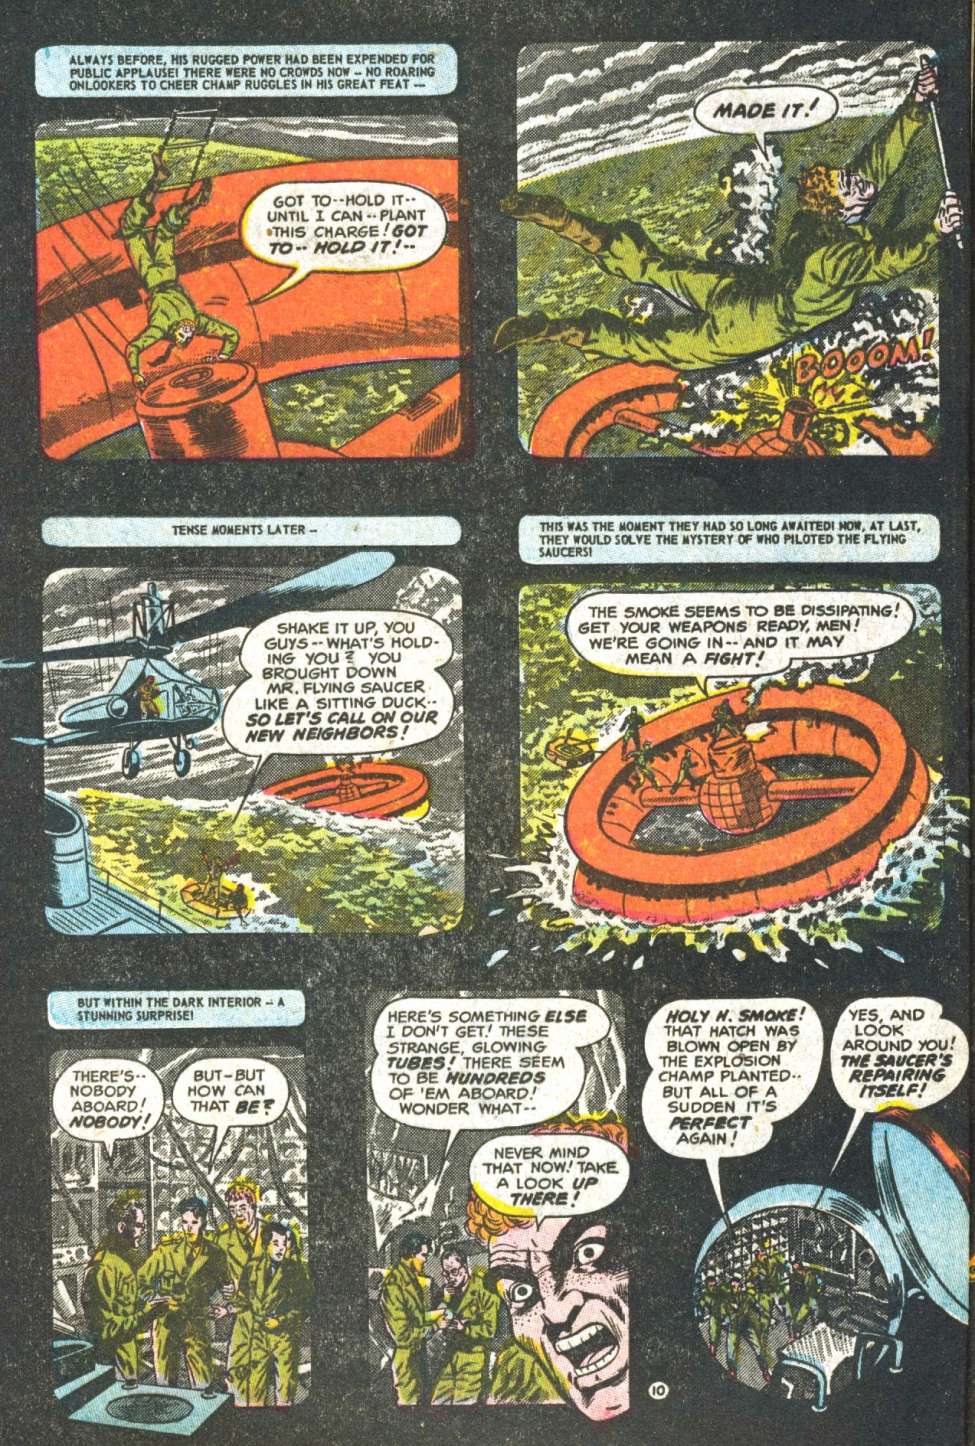 ALWAYS BEFORE, HIS RUGGED POWER HAD BEEN EXPENDED FOR
PUBLIC APPLAUSE! THERE WERE NO CROWDS NOW -- NO ROARING
ONLOOKERS TO CHEER CHAMP RUGGLES IN HIS GREAT FEAT --
GOT TO--HOLD IT--
UNTIL I CAN--PLANT
THIS CHARGE! GOT
TO-- HOLD IT!--
MADE IT!
BOOOM!
TENSE MOMENTS LATER --
SHAKE IT UP, YOU
GUYS--WHAT'S HOLD-
ING YOU? YOU
BROUGHT DOWN
MR. FLYING SAUCER
LIKE A SITTING DUCK--
SO LET'S CALL ON OUR
NEW NEIGHBORS!
THIS WAS THE MOMENT THEY HAD SO LONG AWAITED! NOW, AT LAST,
THEY WOULD SOLVE THE MYSTERY OF WHO PILOTED THE FLYING
SAUCERS!
THE SMOKE SEEMS TO BE DISSIPATING!
GET YOUR WEAPONS READY, MEN!
WE'RE GOING IN-- AND IT MAY
MEAN A FIGHT!
BUT WITHIN THE DARK INTERIOR -- A
STUNNING SURPRISE!
THERE'S--
NOBODY
ABOARD!
NOBODY!
BUT--BUT
HOW CAN
THAT BE?
HERE'S SOMETHING ELSE
I DON'T GET! THESE
STRANGE, GLOWING
TUBES! THERE SEEM
TO BE HUNDREDS
OF 'EM ABOARD!
WONDER WHAT--
NEVER MIND
THAT NOW! TAKE
A LOOK UP
THERE!
HOLY H. SMOKE!
THAT HATCH WAS
BLOWN OPEN BY
THE EXPLOSION
CHAMP PLANTED--
BUT ALL OF A
SUDDEN IT'S
PERFECT
AGAIN!
YES, AND
LOOK
AROUND YOU!
THE SAUCER'S
REPAIRING
ITSELF!
10